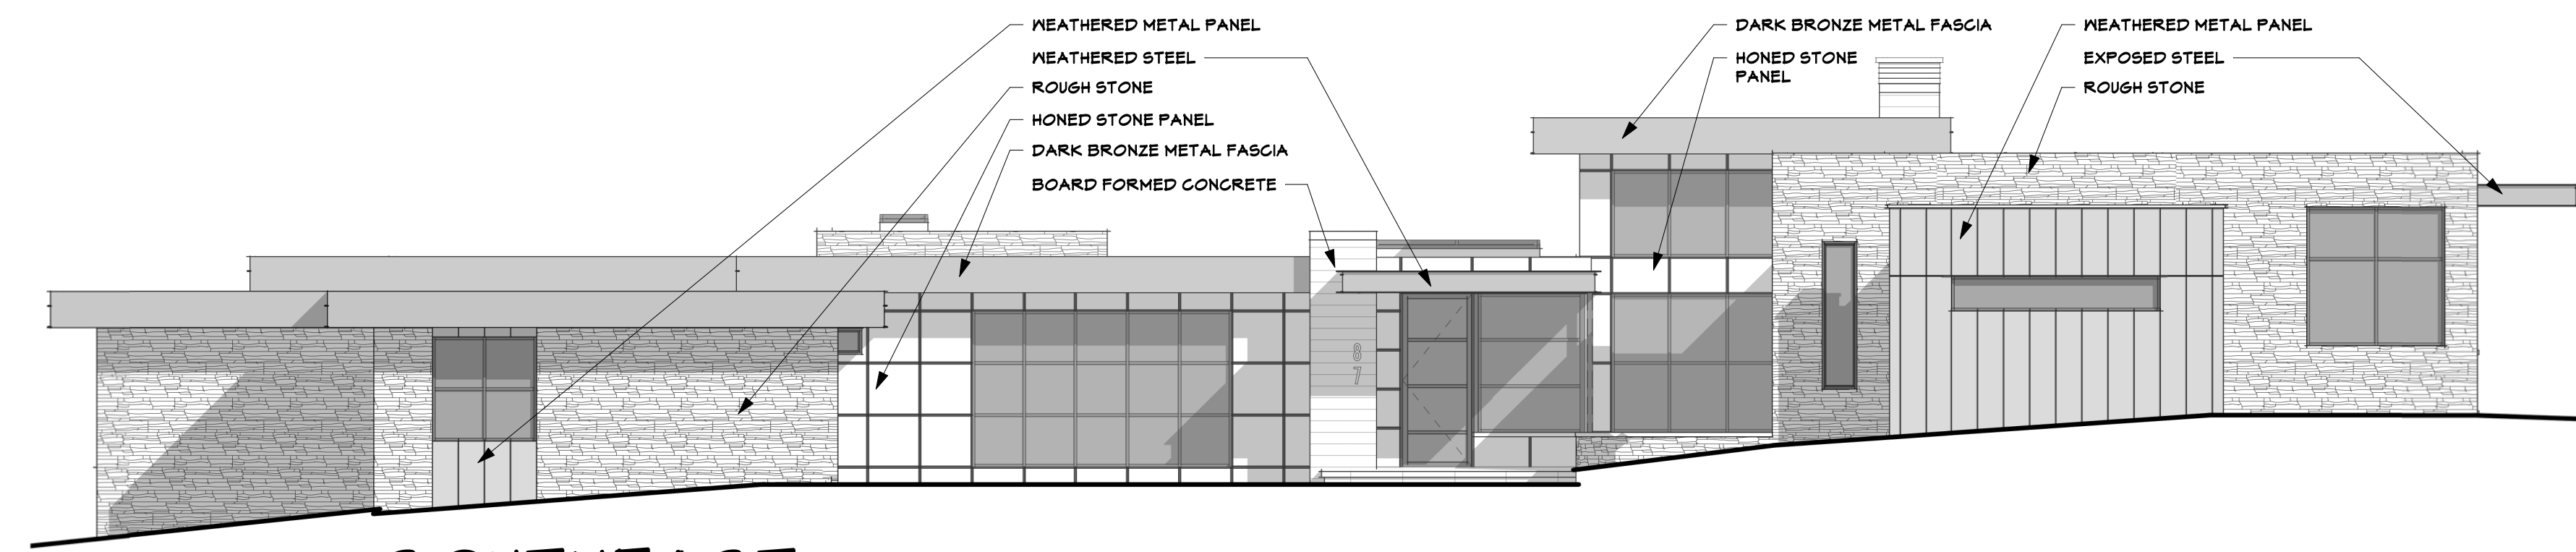 WEATHERED METAL PANEL
WEATHERED STEEL
ROUGH STONE
HONED STONE PANEL
DARK BRONZE METAL FASCIA
BOARD FORMED CONCRETE
DARK BRONZE METAL FASCIA
HONED STONE
PANEL
WEATHERED METAL PANEL
EXPOSED STEEL
ROUGH STONE
8
7